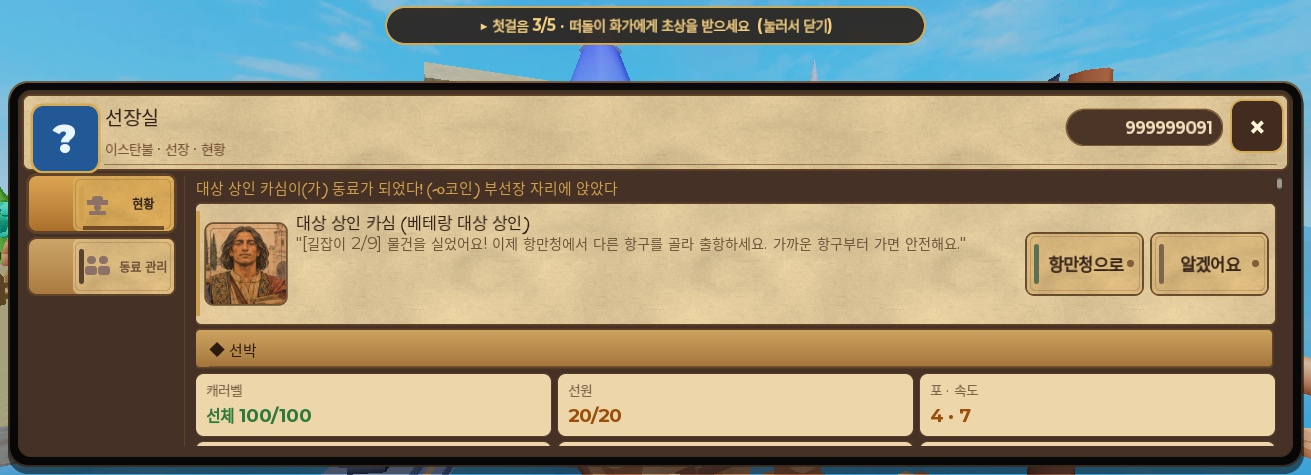 ▸ 첫걸음 3/5 · 떠돌이 화가에게 초상을 받으세요 (눌러서 닫기)
?
선장실
이스탄불 · 선장 · 현황
999999091
×
현황
동료 관리
대상 상인 카심이(가) 동료가 되었다! (-0코인) 부선장 자리에 앉았다
대상 상인 카심 (베테랑 대상 상인)
"[길잡이 2/9] 물건을 실었어요! 이제 항만청에서 다른 항구를 골라 출항하세요. 가까운 항구부터 가면 안전해요."
항만청으로
알겠어요
◆ 선박
캐러벨
선체 100/100
선원
20/20
포 · 속도
4 · 7